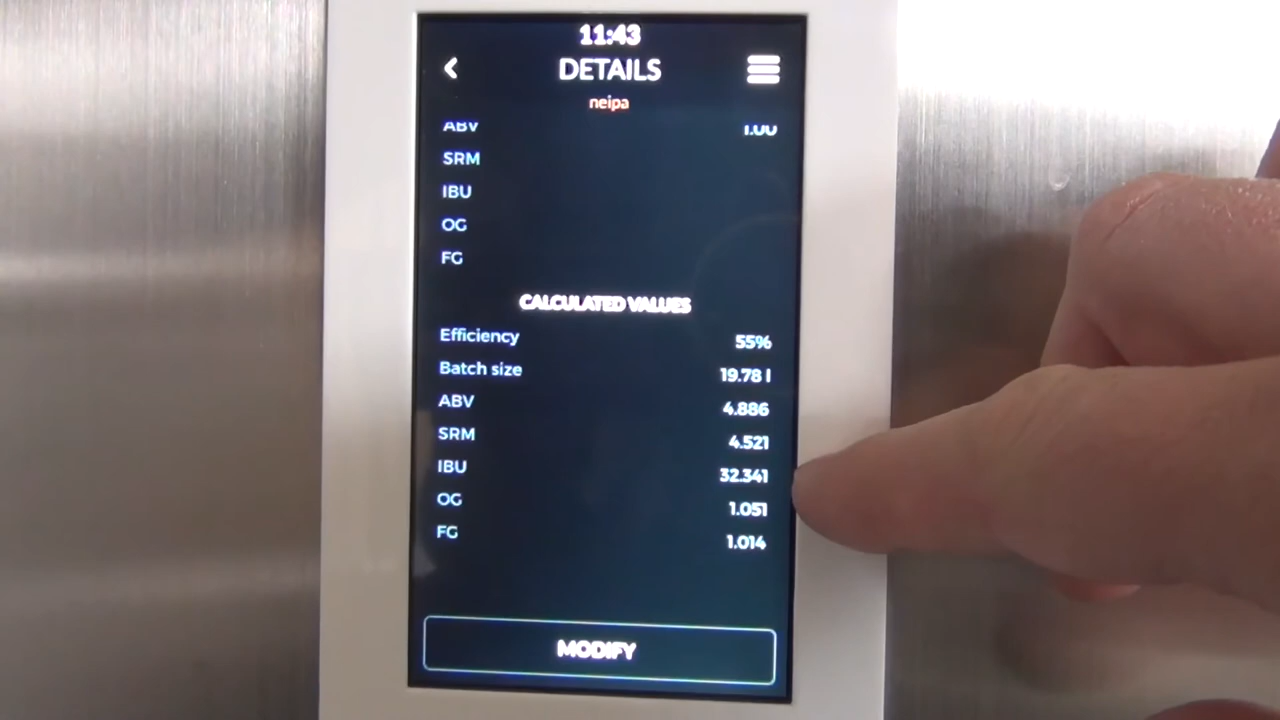 11:43
DETAILS
neipa
ABV 1.00
SRM
IBU
OG
FG
CALCULATED VALUES
Efficiency 55%
Batch size 19.78 l
ABV 4.886
SRM 4.521
IBU 32.341
OG 1.051
FG 1.014
MODIFY